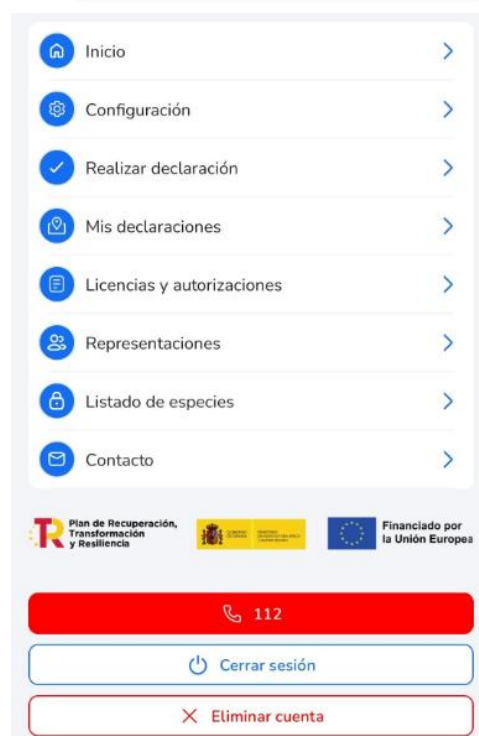 Inicio
Configuración
Realizar declaración
Mis declaraciones
Licencias y autorizaciones
Representaciones
Listado de especies
Contacto
Plan de Recuperación,
Transformación
y Resiliencia
Financiado por
la Unión Europea
112
Cerrar sesión
Eliminar cuenta